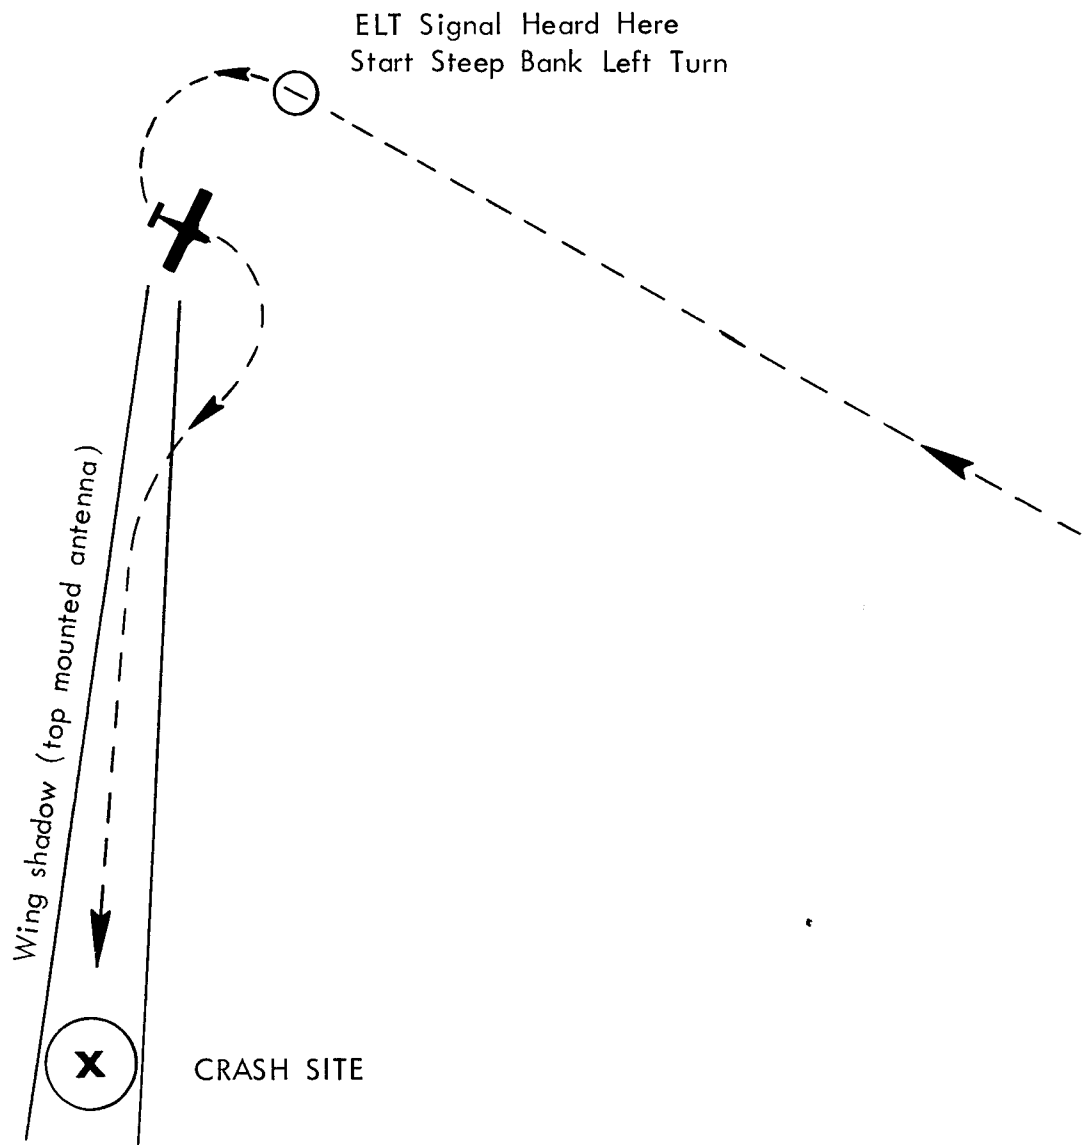 ELT Signal Heard Here
Start Steep Bank Left Turn
Wing shadow (top mounted antenna)
X
CRASH SITE